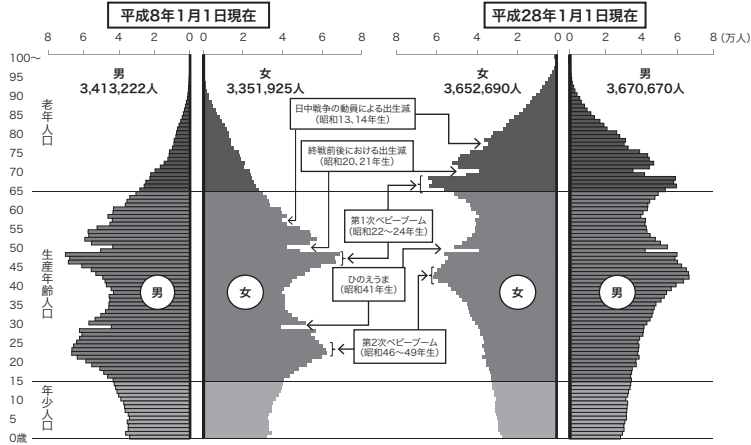 平成8年1月1日現在
平成28年1月1日現在
8 6 4 2 0 0 2 4 6 8
8 6 4 2 0 0 2 4 6 8 (万人)
男
3,413,222人
女
3,351,925人
女
3,652,690人
男
3,670,670人
100〜
95
90
85
80
75
70
65
60
55
50
45
40
35
30
25
20
15
10
5
0歳
老年人口
生産年齢人口
年少人口
日中戦争の動員による出生減
(昭和13、14年生)
終戦前後における出生減
(昭和20、21年生)
第1次ベビーブーム
(昭和22〜24年生)
ひのえうま
(昭和41年生)
第2次ベビーブーム
(昭和46〜49年生)
男
女
女
男